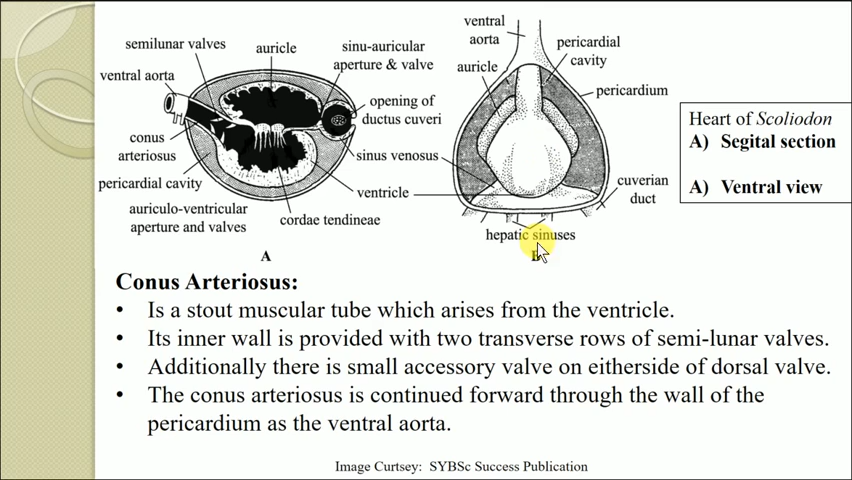 semilunar valves
auricle
sinu-auricular
aperture & valve
ventral aorta
opening of
ductus cuveri
conus
arteriosus
sinus venosus
pericardial cavity
ventricle
auriculo-ventricular
aperture and valves
cordae tendineae
A
ventral
aorta
pericardial
cavity
auricle
pericardium
cuverian
duct
hepatic sinuses
B
Heart of Scoliodon
A) Segital section
A) Ventral view
Conus Arteriosus:
• Is a stout muscular tube which arises from the ventricle.
• Its inner wall is provided with two transverse rows of semi-lunar valves.
• Additionally there is small accessory valve on eitherside of dorsal valve.
• The conus arteriosus is continued forward through the wall of the
pericardium as the ventral aorta.
Image Curtsey: SYBSc Success Publication